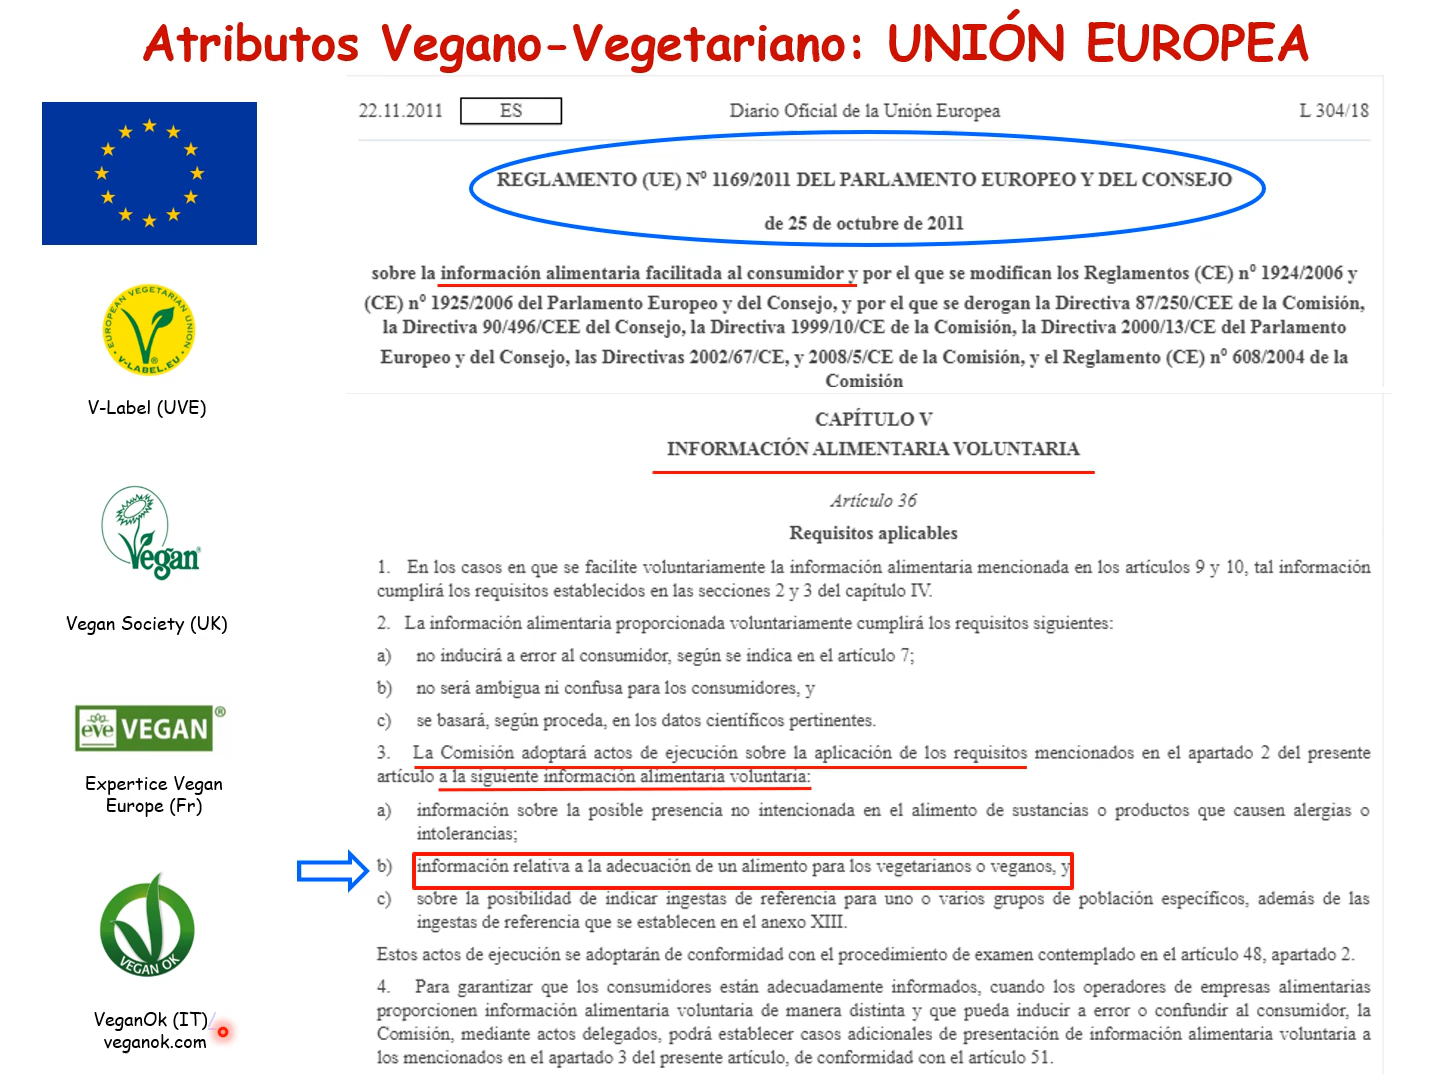 Atributos Vegano-Vegetariano: UNIÓN EUROPEA
22.11.2011 ES Diario Oficial de la Unión Europea L 304/18
REGLAMENTO (UE) Nº 1169/2011 DEL PARLAMENTO EUROPEO Y DEL CONSEJO
de 25 de octubre de 2011
sobre la información alimentaria facilitada al consumidor y por el que se modifican los Reglamentos (CE) nº 1924/2006 y
(CE) nº 1925/2006 del Parlamento Europeo y del Consejo, y por el que se derogan la Directiva 87/250/CEE de la Comisión,
la Directiva 90/496/CEE del Consejo, la Directiva 1999/10/CE de la Comisión, la Directiva 2000/13/CE del Parlamento
Europeo y del Consejo, las Directivas 2002/67/CE, y 2008/5/CE de la Comisión, y el Reglamento (CE) nº 608/2004 de la
Comisión
CAPÍTULO V
INFORMACIÓN ALIMENTARIA VOLUNTARIA
Artículo 36
Requisitos aplicables
1. En los casos en que se facilite voluntariamente la información alimentaria mencionada en los artículos 9 y 10, tal información
cumplirá los requisitos establecidos en las secciones 2 y 3 del capítulo IV.
2. La información alimentaria proporcionada voluntariamente cumplirá los requisitos siguientes:
a) no inducirá a error al consumidor, según se indica en el artículo 7;
b) no será ambigua ni confusa para los consumidores, y
c) se basará, según proceda, en los datos científicos pertinentes.
3. La Comisión adoptará actos de ejecución sobre la aplicación de los requisitos mencionados en el apartado 2 del presente
artículo a la siguiente información alimentaria voluntaria:
a) información sobre la posible presencia no intencionada en el alimento de sustancias o productos que causen alergias o
intolerancias;
b) información relativa a la adecuación de un alimento para los vegetarianos o veganos, y
c) sobre la posibilidad de indicar ingestas de referencia para uno o varios grupos de población específicos, además de las
ingestas de referencia que se establecen en el anexo XIII.
Estos actos de ejecución se adoptarán de conformidad con el procedimiento de examen contemplado en el artículo 48, apartado 2.
4. Para garantizar que los consumidores están adecuadamente informados, cuando los operadores de empresas alimentarias
proporcionen información alimentaria voluntaria de manera distinta y que pueda inducir a error o confundir al consumidor, la
Comisión, mediante actos delegados, podrá establecer casos adicionales de presentación de información alimentaria voluntaria a
los mencionados en el apartado 3 del presente artículo, de conformidad con el artículo 51.
EUROPEAN VEGETARIAN UNION
V-LABEL.EU
V-Label (UVE)
Vegan®
Vegan Society (UK)
eve VEGAN®
Expertice Vegan
Europe (Fr)
VEGAN OK
VeganOk (IT)/
veganok.com